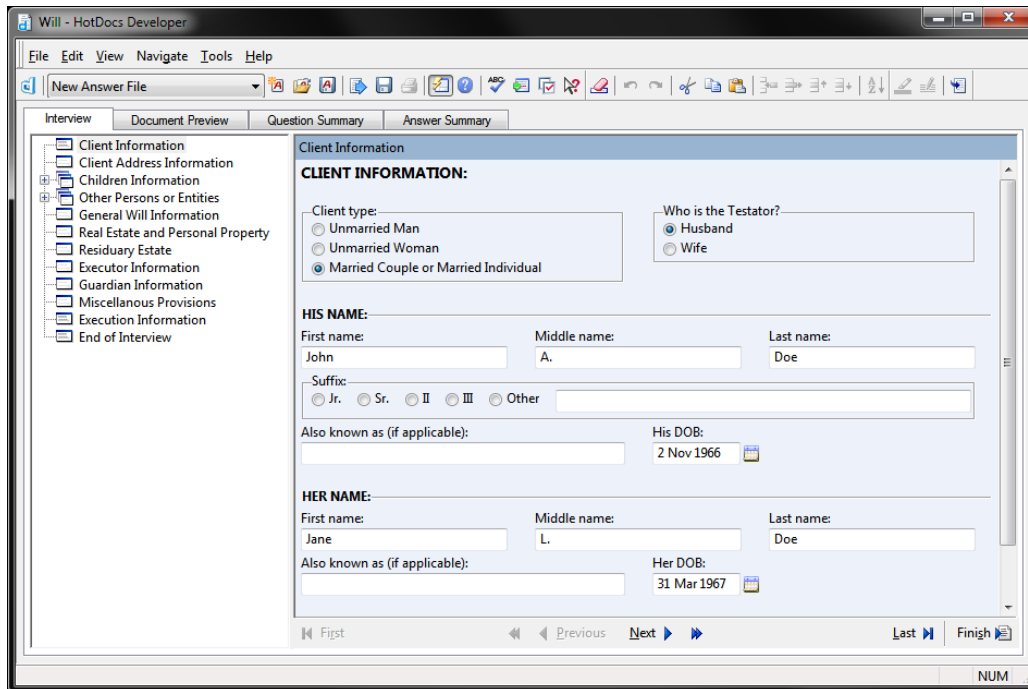 Will - HotDocs Developer
File Edit View Navigate Tools Help
New Answer File
ABC
Interview Document Preview Question Summary Answer Summary
Client Information
Client Address Information
Children Information
Other Persons or Entities
General Will Information
Real Estate and Personal Property
Residuary Estate
Executor Information
Guardian Information
Miscellanous Provisions
Execution Information
End of Interview
Client Information
CLIENT INFORMATION:
Client type: Who is the Testator?
Unmarried Man Husband
Unmarried Woman Wife
Married Couple or Married Individual
HIS NAME:
First name: Middle name: Last name:
John A. Doe
Suffix:
Jr. Sr. II III Other
Also known as (if applicable): His DOB:
2 Nov 1966
HER NAME:
First name: Middle name: Last name:
Jane L. Doe
Also known as (if applicable): Her DOB:
31 Mar 1967
First Previous Next Last Finish
NUM